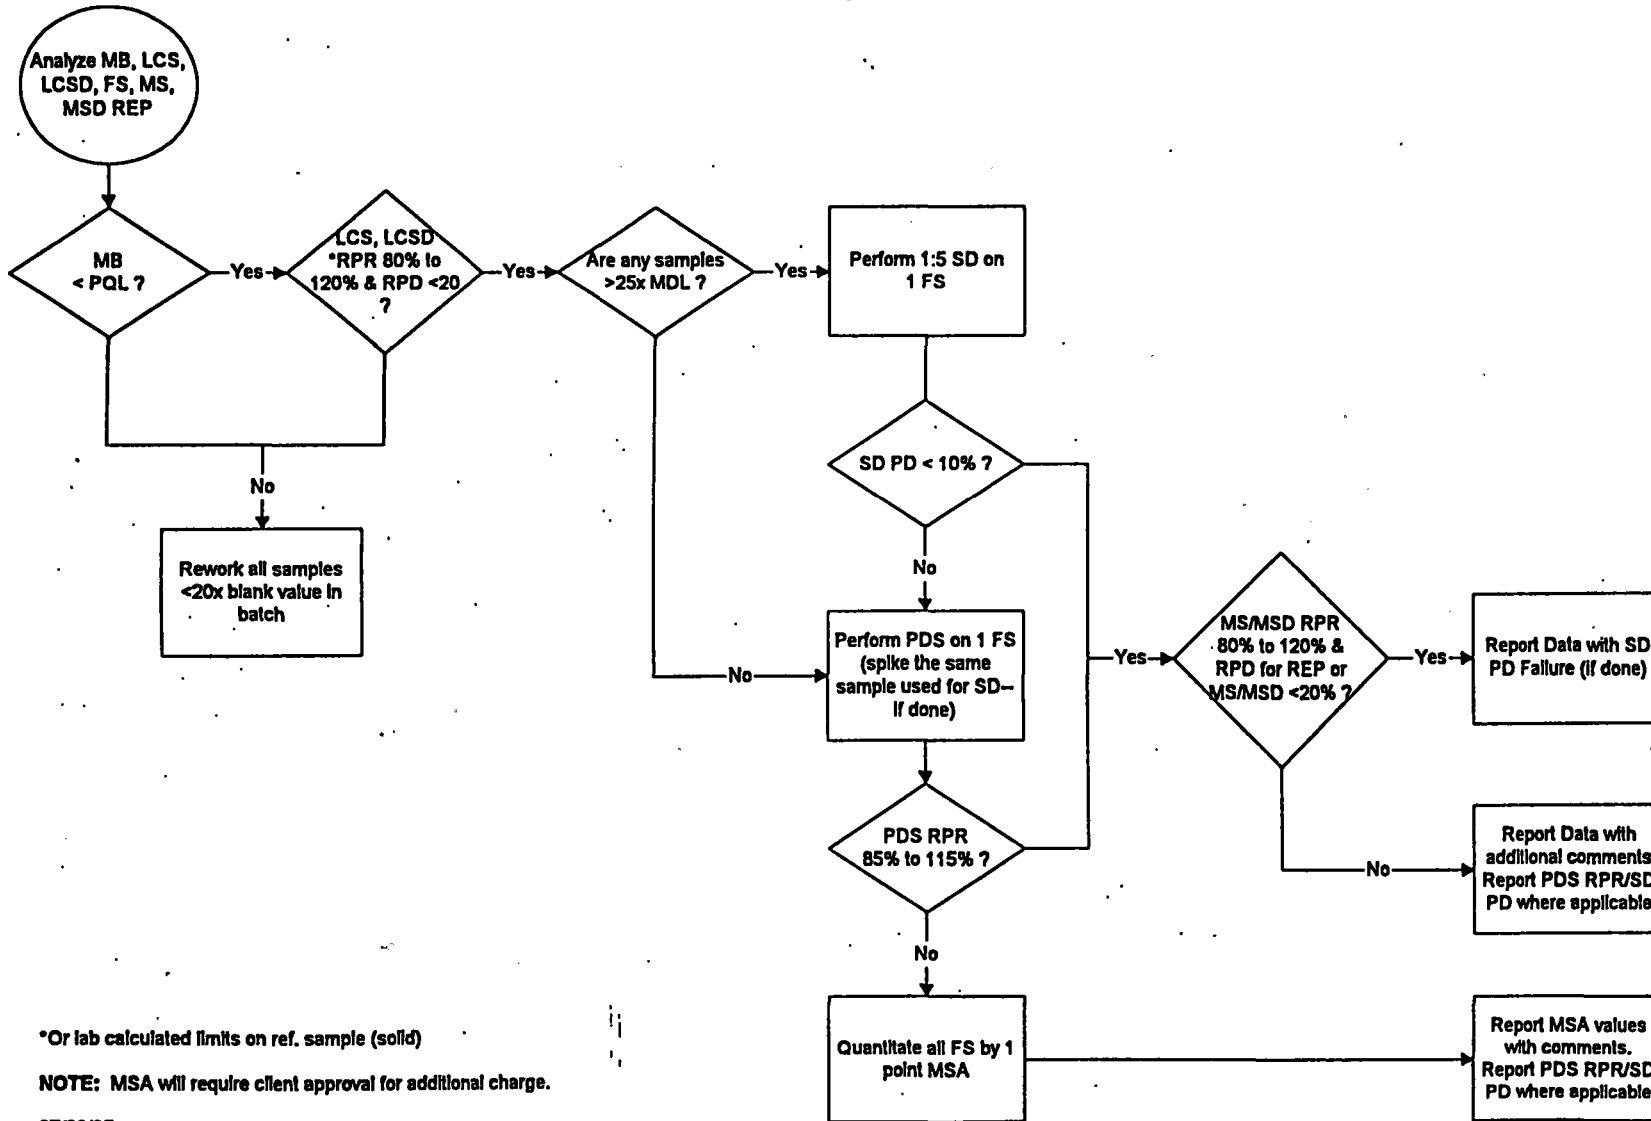 Analyze MB, LCS,
LCSD, FS, MS,
MSD REP
MB
< PQL ?
Yes
LCS, LCSD
*RPR 80% to
120% & RPD <20
?
Yes
Are any samples
>25x MDL ?
Yes
Perform 1:5 SD on
1 FS
No
Rework all samples
<20x blank value in
batch
SD PD < 10% ?
No
Perform PDS on 1 FS
(spike the same
sample used for SD--
if done)
No
Yes
MS/MSD RPR
80% to 120% &
RPD for REP or
MS/MSD <20% ?
Yes
Report Data with SD
PD Failure (if done)
PDS RPR
85% to 115% ?
No
Report Data with
additional comments
Report PDS RPR/SD
PD where applicable
No
Quantitate all FS by 1
point MSA
Report MSA values
with comments.
Report PDS RPR/SD
PD where applicable
*Or lab calculated limits on ref. sample (solid)
NOTE: MSA will require client approval for additional charge.